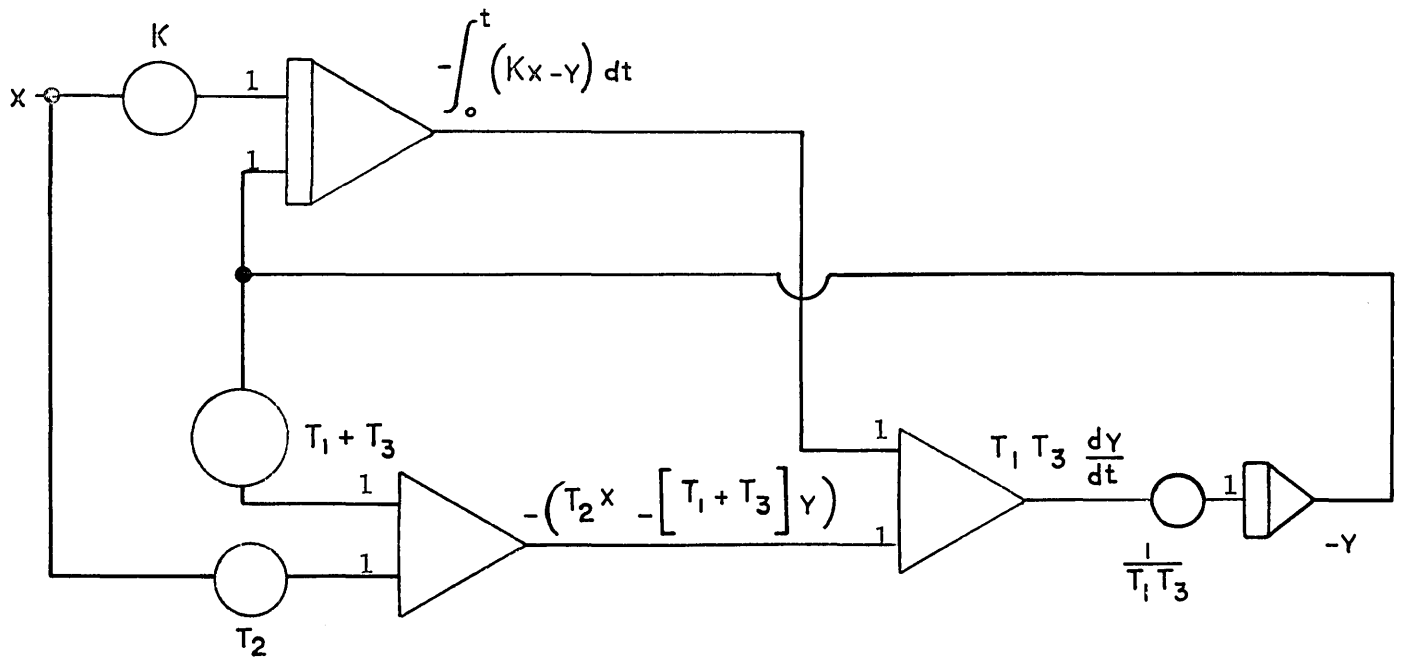 K
X
1
1
-∫₀ᵗ (KX-Y) dt
T₁ + T₃
1
1
T₂
-(T₂X -[T₁ + T₃] Y)
1
1
T₁ T₃ dY/dt
1/T₁T₃
1
-Y